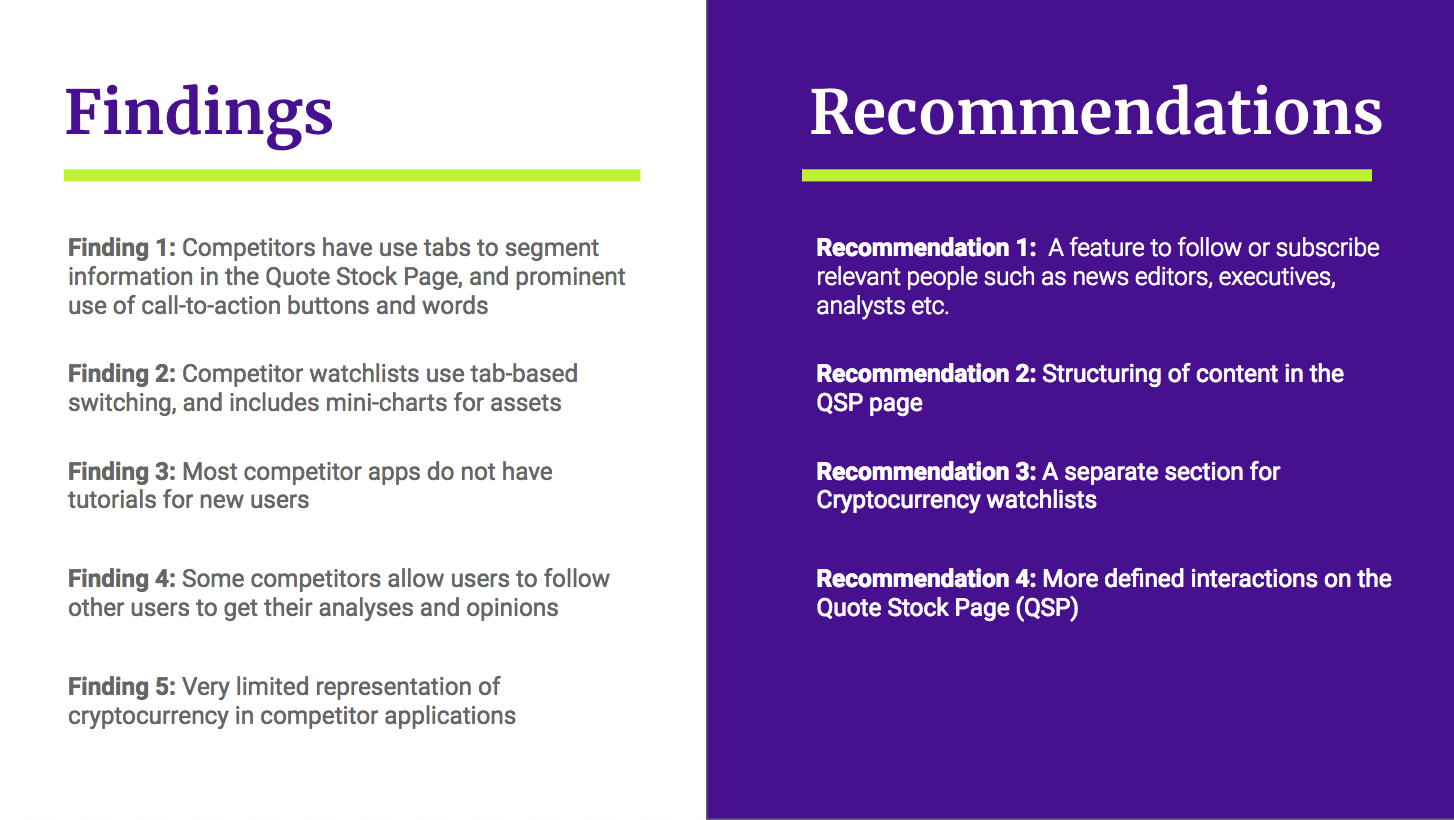 Findings
Finding 1: Competitors have use tabs to segment
information in the Quote Stock Page, and prominent
use of call-to-action buttons and words
Finding 2: Competitor watchlists use tab-based
switching, and includes mini-charts for assets
Finding 3: Most competitor apps do not have
tutorials for new users
Finding 4: Some competitors allow users to follow
other users to get their analyses and opinions
Finding 5: Very limited representation of
cryptocurrency in competitor applications
Recommendations
Recommendation 1:  A feature to follow or subscribe
relevant people such as news editors, executives,
analysts etc.
Recommendation 2: Structuring of content in the
QSP page
Recommendation 3: A separate section for
Cryptocurrency watchlists
Recommendation 4: More defined interactions on the
Quote Stock Page (QSP)